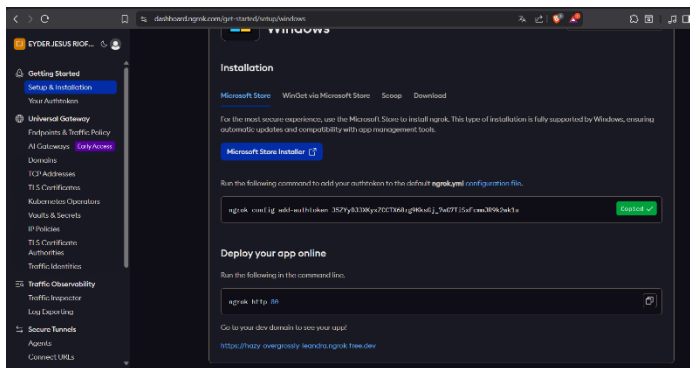 dashboard.ngrok.com/get-started/setup/windows
EYDER.JESUS RIOF...
Getting Started
Setup & Installation
Your Authtoken
Universal Gateway
Endpoints & Traffic Policy
AI Gateways Early Access
Domains
TCP Addresses
TLS Certificates
Kubernetes Operators
Vaults & Secrets
IP Policies
TLS Certificate
Authorities
Traffic Identities
Traffic Observability
Traffic Inspector
Log Exporting
Secure Tunnels
Agents
Connect URLs
Windows
Installation
Microsoft Store WinGet via Microsoft Store Scoop Download
For the most secure experience, use the Microsoft Store to install ngrok. This type of installation is fully supported by Windows, ensuring
automatic updates and compatibility with app management tools.
Microsoft Store Installer
Run the following command to add your authtoken to the default ngrok.yml configuration file.
ngrok config add-authtoken
Copied
Deploy your app online
Run the following in the command line.
ngrok http 80
Go to your dev domain to see your app!
https://hazy-overgrossly-leandra.ngrok-free.dev